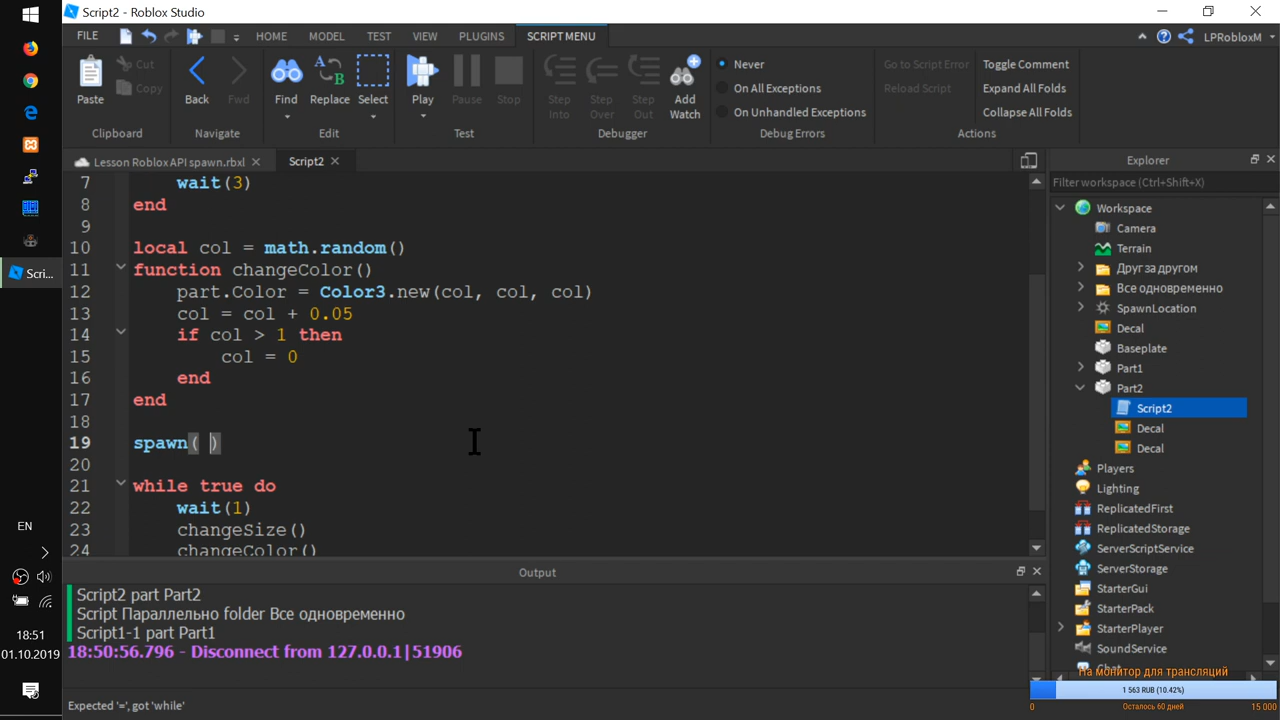 Script2 - Roblox Studio
FILE HOME MODEL TEST VIEW PLUGINS SCRIPT MENU LPRobloxM
Paste
Cut
Copy
Clipboard
Back Fwd
Navigate
Find Replace Select
Edit
Play Pause Stop
Test
Step Into
Step Over
Step Out
Add Watch
Debugger
Never
On All Exceptions
On Unhandled Exceptions
Debug Errors
Go to Script Error
Reload Script
Toggle Comment
Expand All Folds
Collapse All Folds
Actions
Lesson Roblox API spawn.rbxl
Script2
7 wait(3)
8 end
9
10 local col = math.random()
11 function changeColor()
12 part.Color = Color3.new(col, col, col)
13 col = col + 0.05
14 if col > 1 then
15 col = 0
16 end
17 end
18
19 spawn( )
20
21 while true do
22 wait(1)
23 changeSize()
24 changeColor()
Output
Script2 part Part2
Script Параллельно folder Все одновременно
Script1-1 part Part1
18:50:56.796 - Disconnect from 127.0.0.1|51906
Expected '=', got 'while'
Explorer
Filter workspace (Ctrl+Shift+X)
Workspace
Camera
Terrain
Друг за другом
Все одновременно
SpawnLocation
Decal
Baseplate
Part1
Part2
Script2
Decal
Decal
Players
Lighting
ReplicatedFirst
ReplicatedStorage
ServerScriptService
ServerStorage
StarterGui
StarterPack
StarterPlayer
SoundService
Chat
На монитор для трансляций
1 563 RUB (10.42%)
0 Осталось 60 дней 15 000
Scri...
EN
18:51
01.10.2019